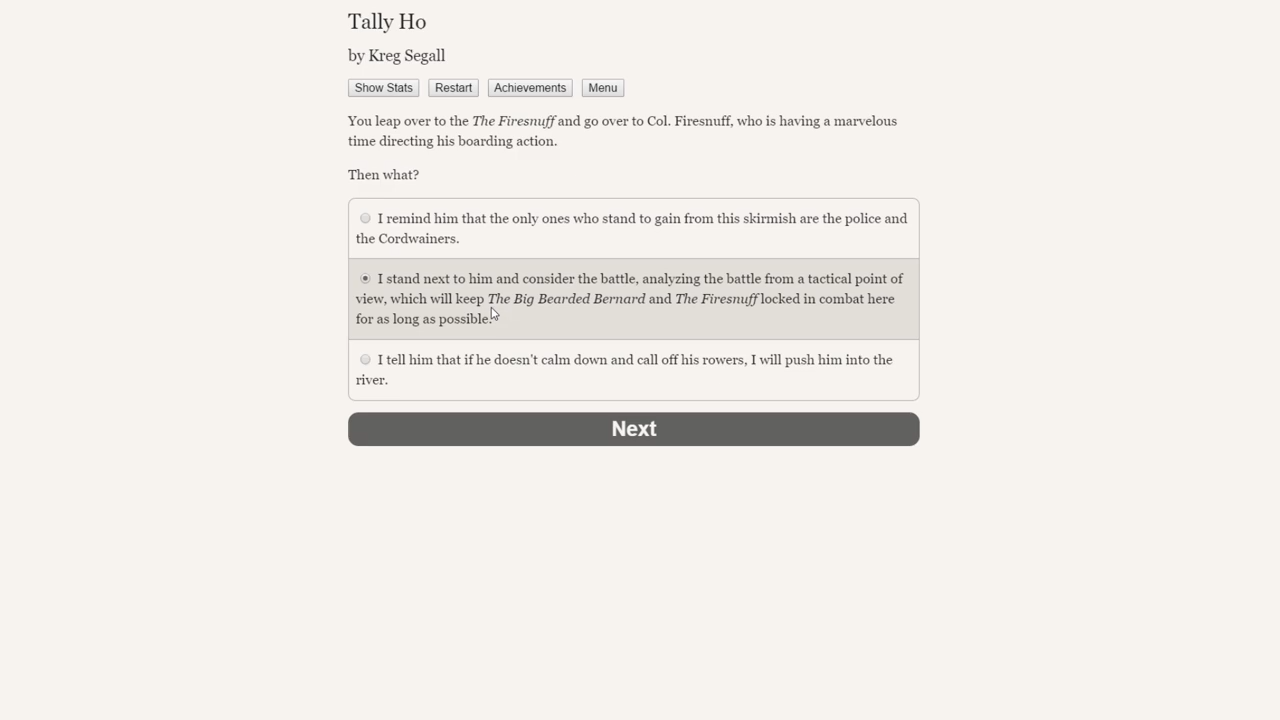 Tally Ho
by Kreg Segall
Show Stats Restart Achievements Menu
You leap over to the The Firesnuff and go over to Col. Firesnuff, who is having a marvelous
time directing his boarding action.
Then what?
I remind him that the only ones who stand to gain from this skirmish are the police and
the Cordwainers.
I stand next to him and consider the battle, analyzing the battle from a tactical point of
view, which will keep The Big Bearded Bernard and The Firesnuff locked in combat here
for as long as possible.
I tell him that if he doesn't calm down and call off his rowers, I will push him into the
river.
Next